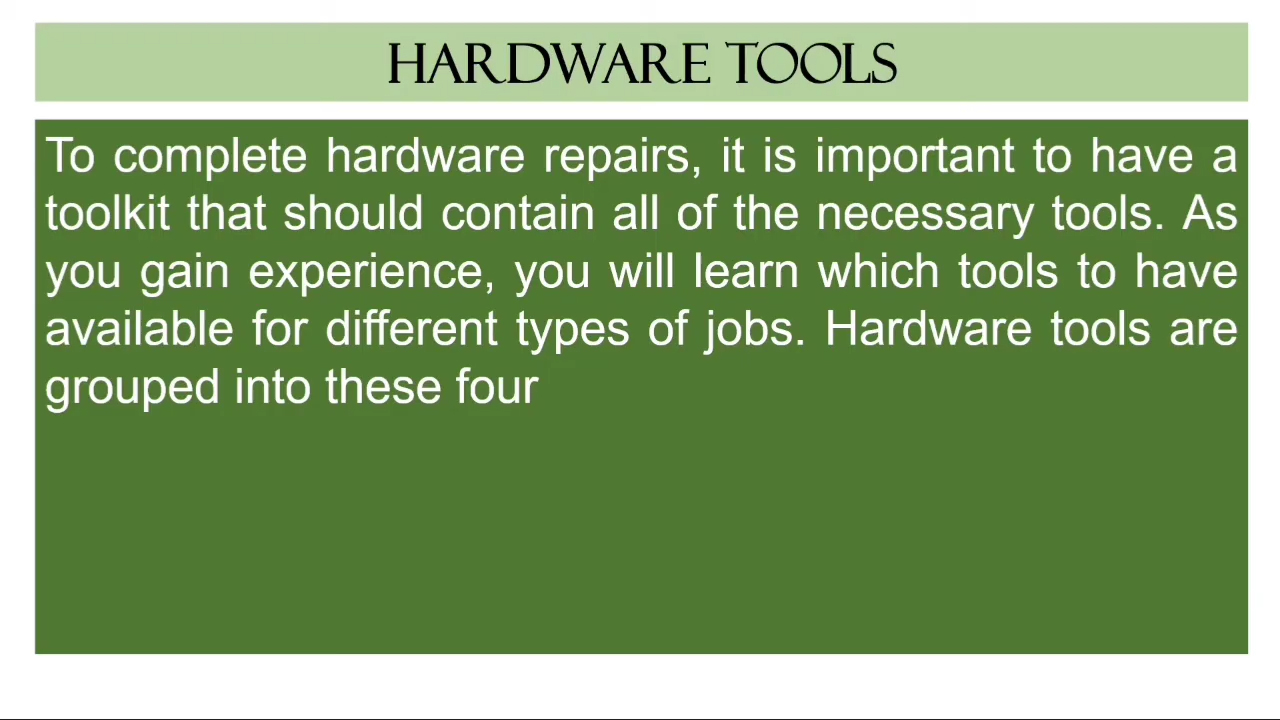 HARDWARE TOOLS
To complete hardware repairs, it is important to have a
toolkit that should contain all of the necessary tools. As
you gain experience, you will learn which tools to have
available for different types of jobs. Hardware tools are
grouped into these four